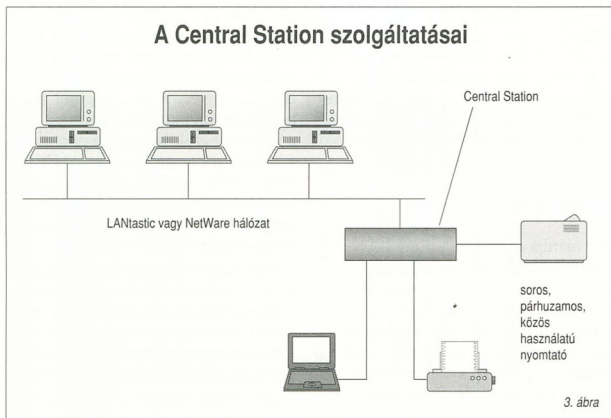 A Central Station szolgáltatásai
Central Station
LANtastic vagy NetWare hálózat
soros,
párhuzamos,
közös
használatú
nyomtató
3. ábra